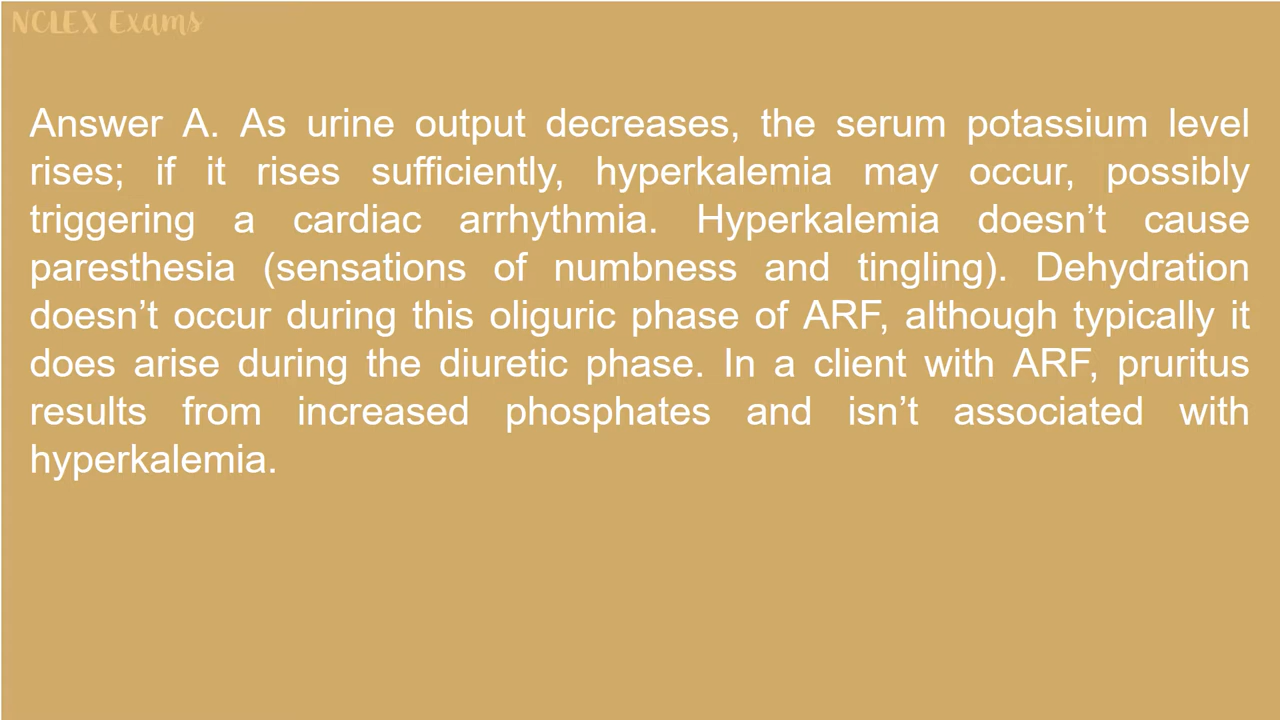 NCLEX Exams
Answer A. As urine output decreases, the serum potassium level
rises; if it rises sufficiently, hyperkalemia may occur, possibly
triggering a cardiac arrhythmia. Hyperkalemia doesn’t cause
paresthesia (sensations of numbness and tingling). Dehydration
doesn’t occur during this oliguric phase of ARF, although typically it
does arise during the diuretic phase. In a client with ARF, pruritus
results from increased phosphates and isn’t associated with
hyperkalemia.